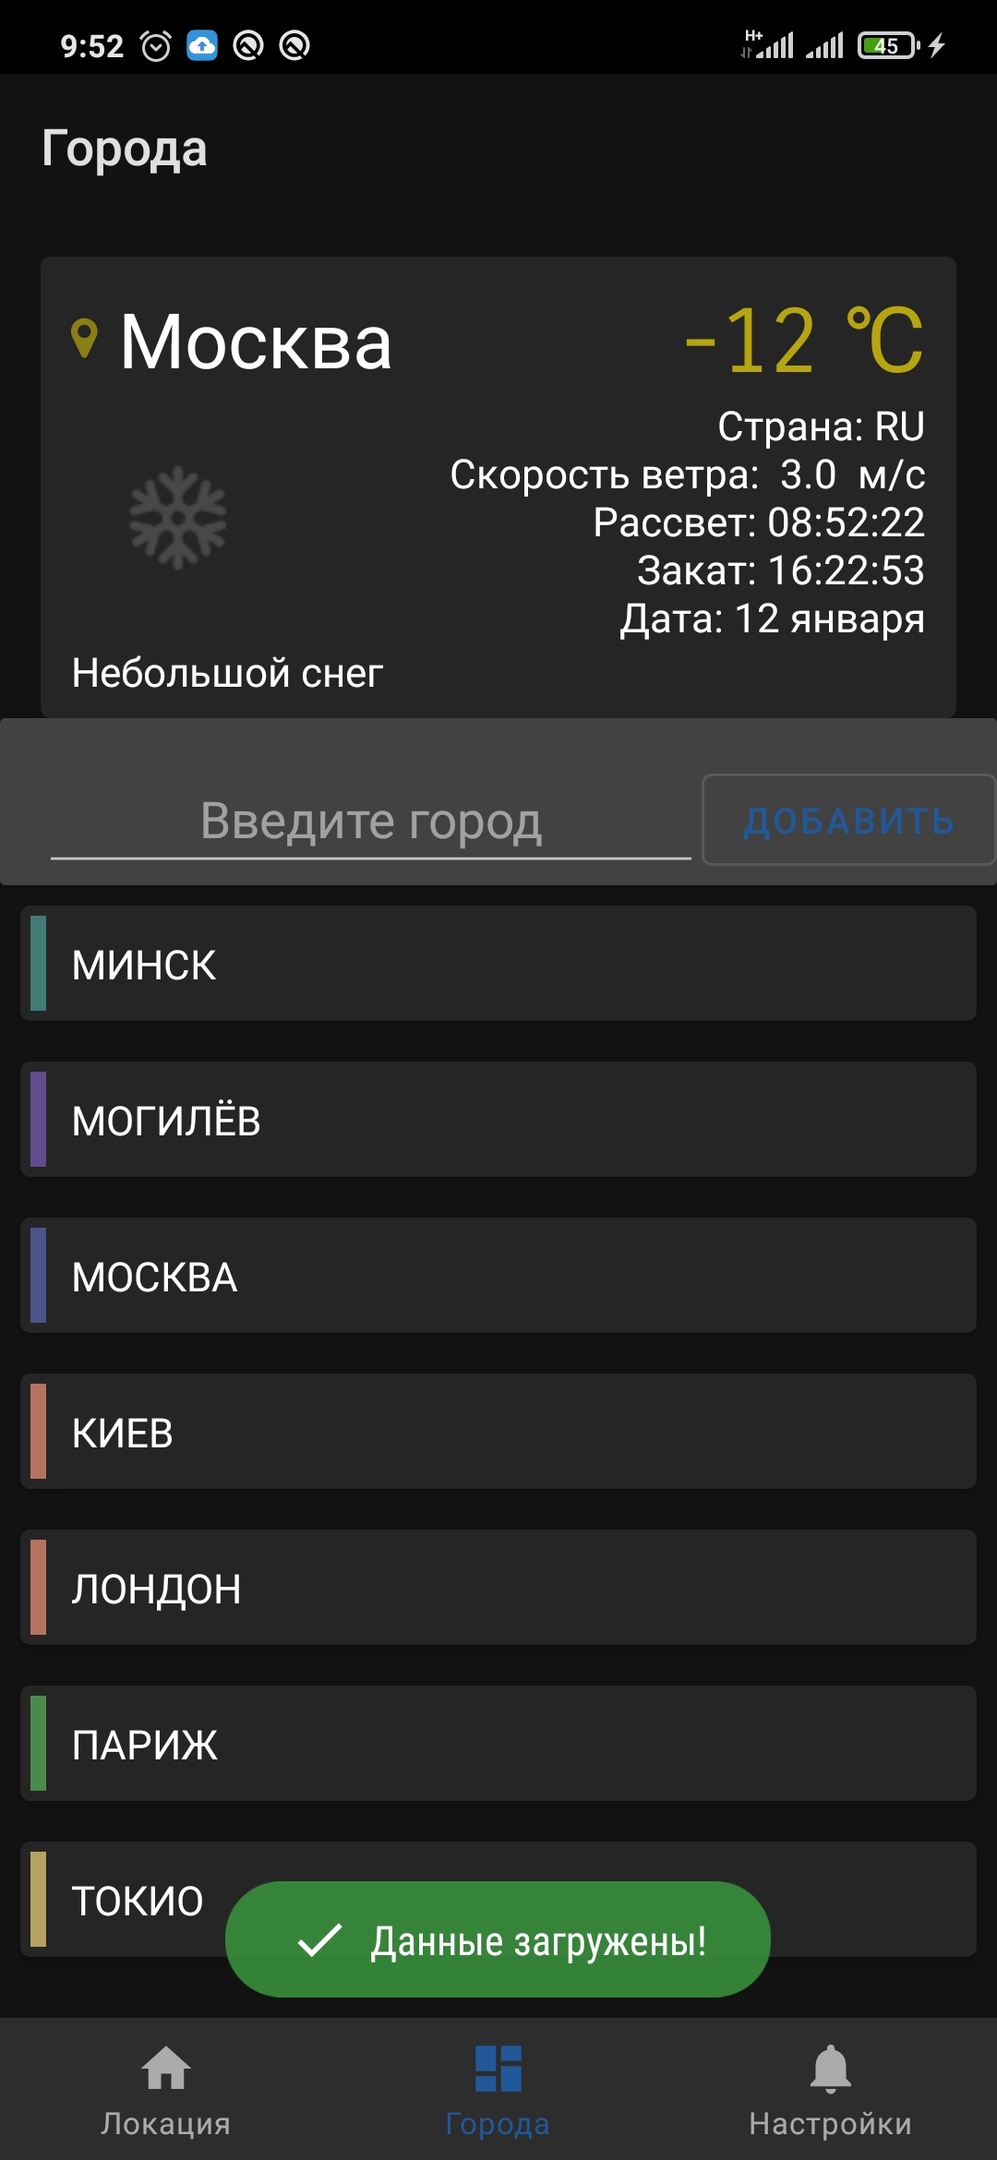 9:52
H+
45
Города
Москва
-12 °C
Страна: RU
Скорость ветра: 3.0 м/с
Рассвет: 08:52:22
Закат: 16:22:53
Дата: 12 января
Небольшой снег
Введите город
ДОБАВИТЬ
МИНСК
МОГИЛЁВ
МОСКВА
КИЕВ
ЛОНДОН
ПАРИЖ
ТОКИО
Данные загружены!
Локация
Города
Настройки